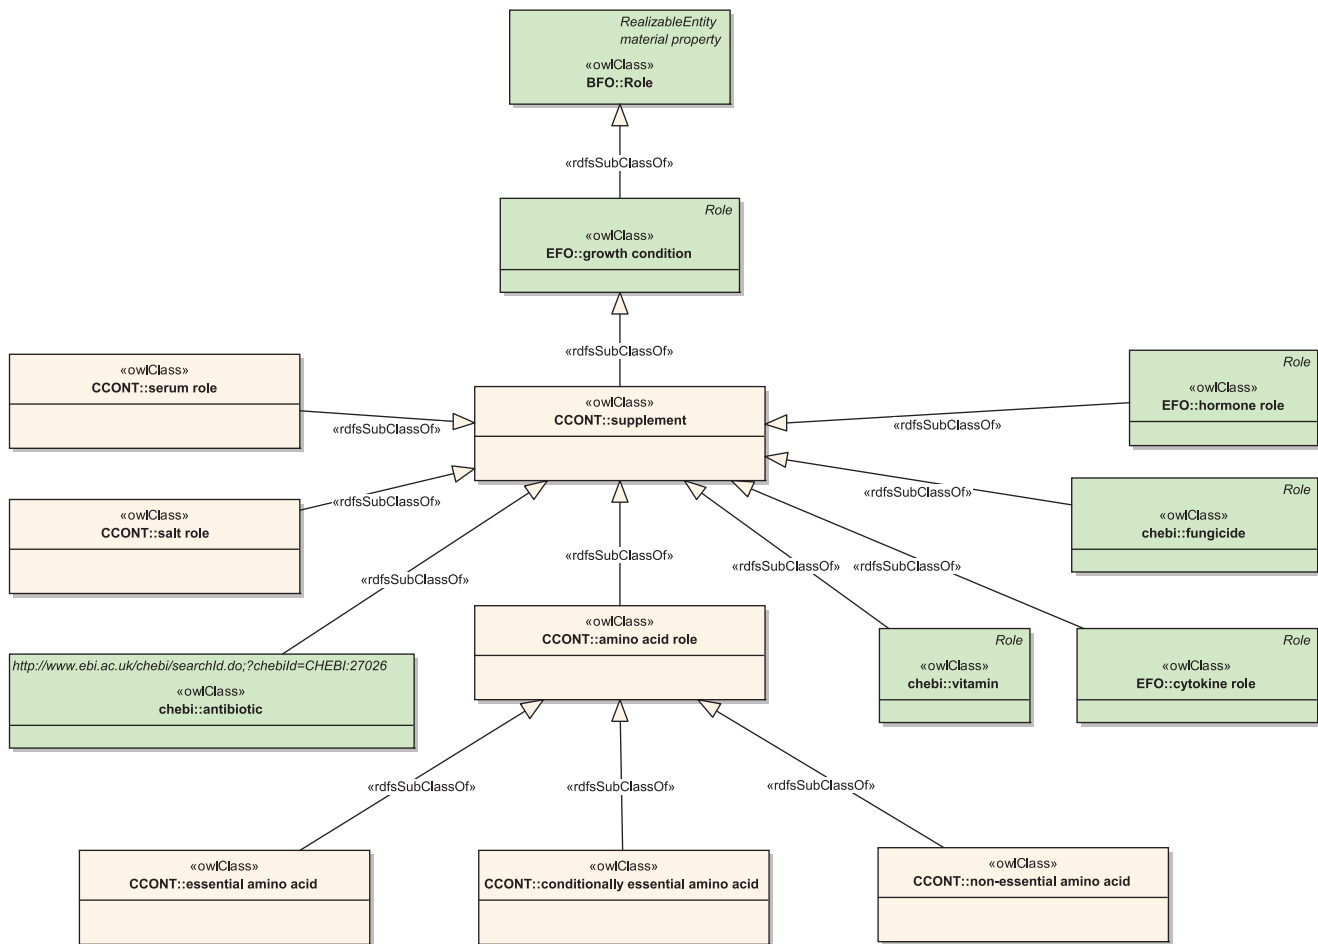 RealizableEntity
material property
«owlClass»
BFO::Role
«rdfsSubClassOf»
Role
«owlClass»
EFO::growth condition
«rdfsSubClassOf»
«owlClass»
CCONT::serum role
«rdfsSubClassOf»
«owlClass»
CCONT::supplement
Role
«owlClass»
EFO::hormone role
«rdfsSubClassOf»
«owlClass»
CCONT::salt role
«rdfsSubClassOf»
Role
«owlClass»
chebi::fungicide
«rdfsSubClassOf»
«rdfsSubClassOf»
«rdfsSubClassOf»
«rdfsSubClassOf»
«rdfsSubClassOf»
http://www.ebi.ac.uk/chebi/searchId.do;?chebiId=CHEBI:27026
«owlClass»
chebi::antibiotic
«owlClass»
CCONT::amino acid role
Role
«owlClass»
chebi::vitamin
Role
«owlClass»
EFO::cytokine role
«rdfsSubClassOf»
«rdfsSubClassOf»
«rdfsSubClassOf»
«owlClass»
CCONT::essential amino acid
«owlClass»
CCONT::conditionally essential amino acid
«owlClass»
CCONT::non-essential amino acid